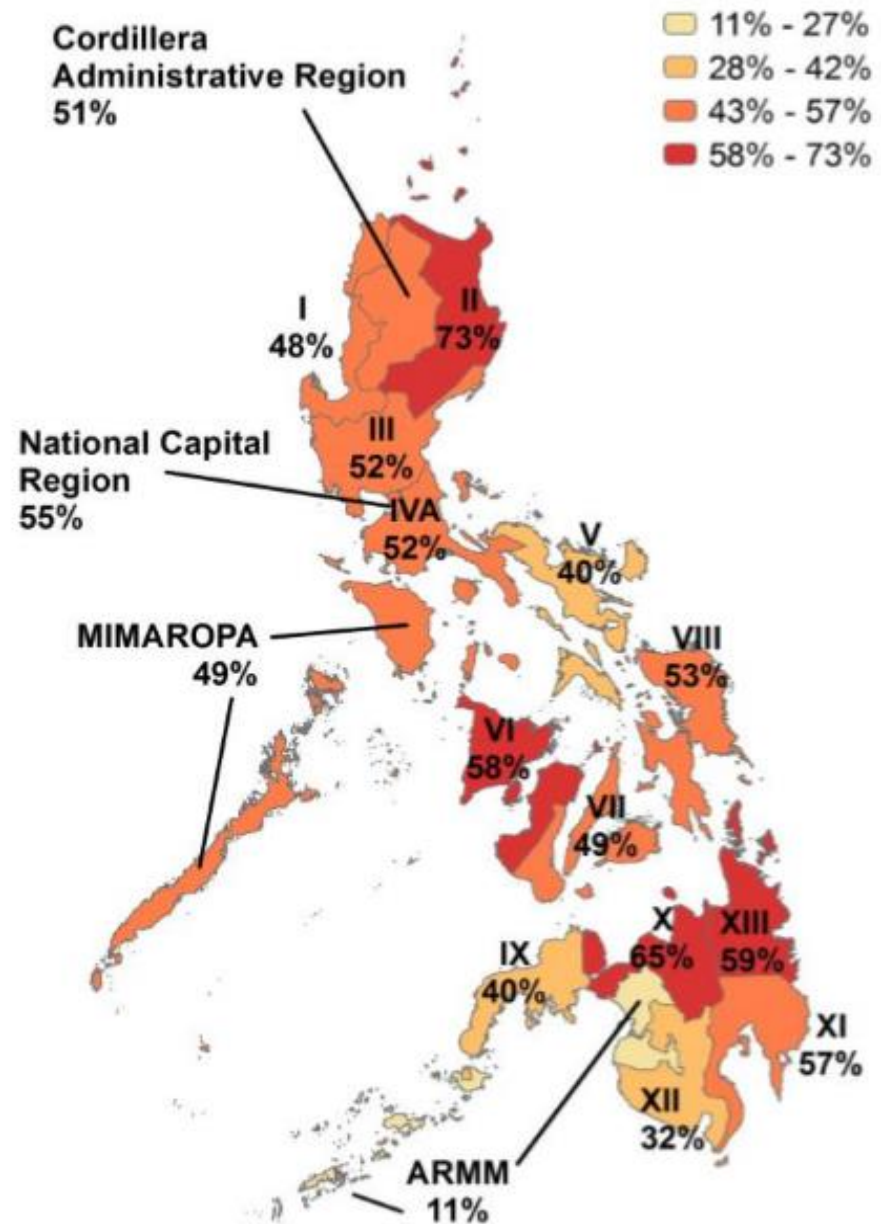 Cordillera
Administrative Region
51%
11% - 27%
28% - 42%
43% - 57%
58% - 73%
I
48%
II
73%
III
52%
National Capital
Region
55%
IVA
52%
V
40%
MIMAROPA
49%
VIII
53%
VI
58%
VII
49%
IX
40%
X
65%
XIII
59%
XI
57%
XII
32%
ARMM
11%